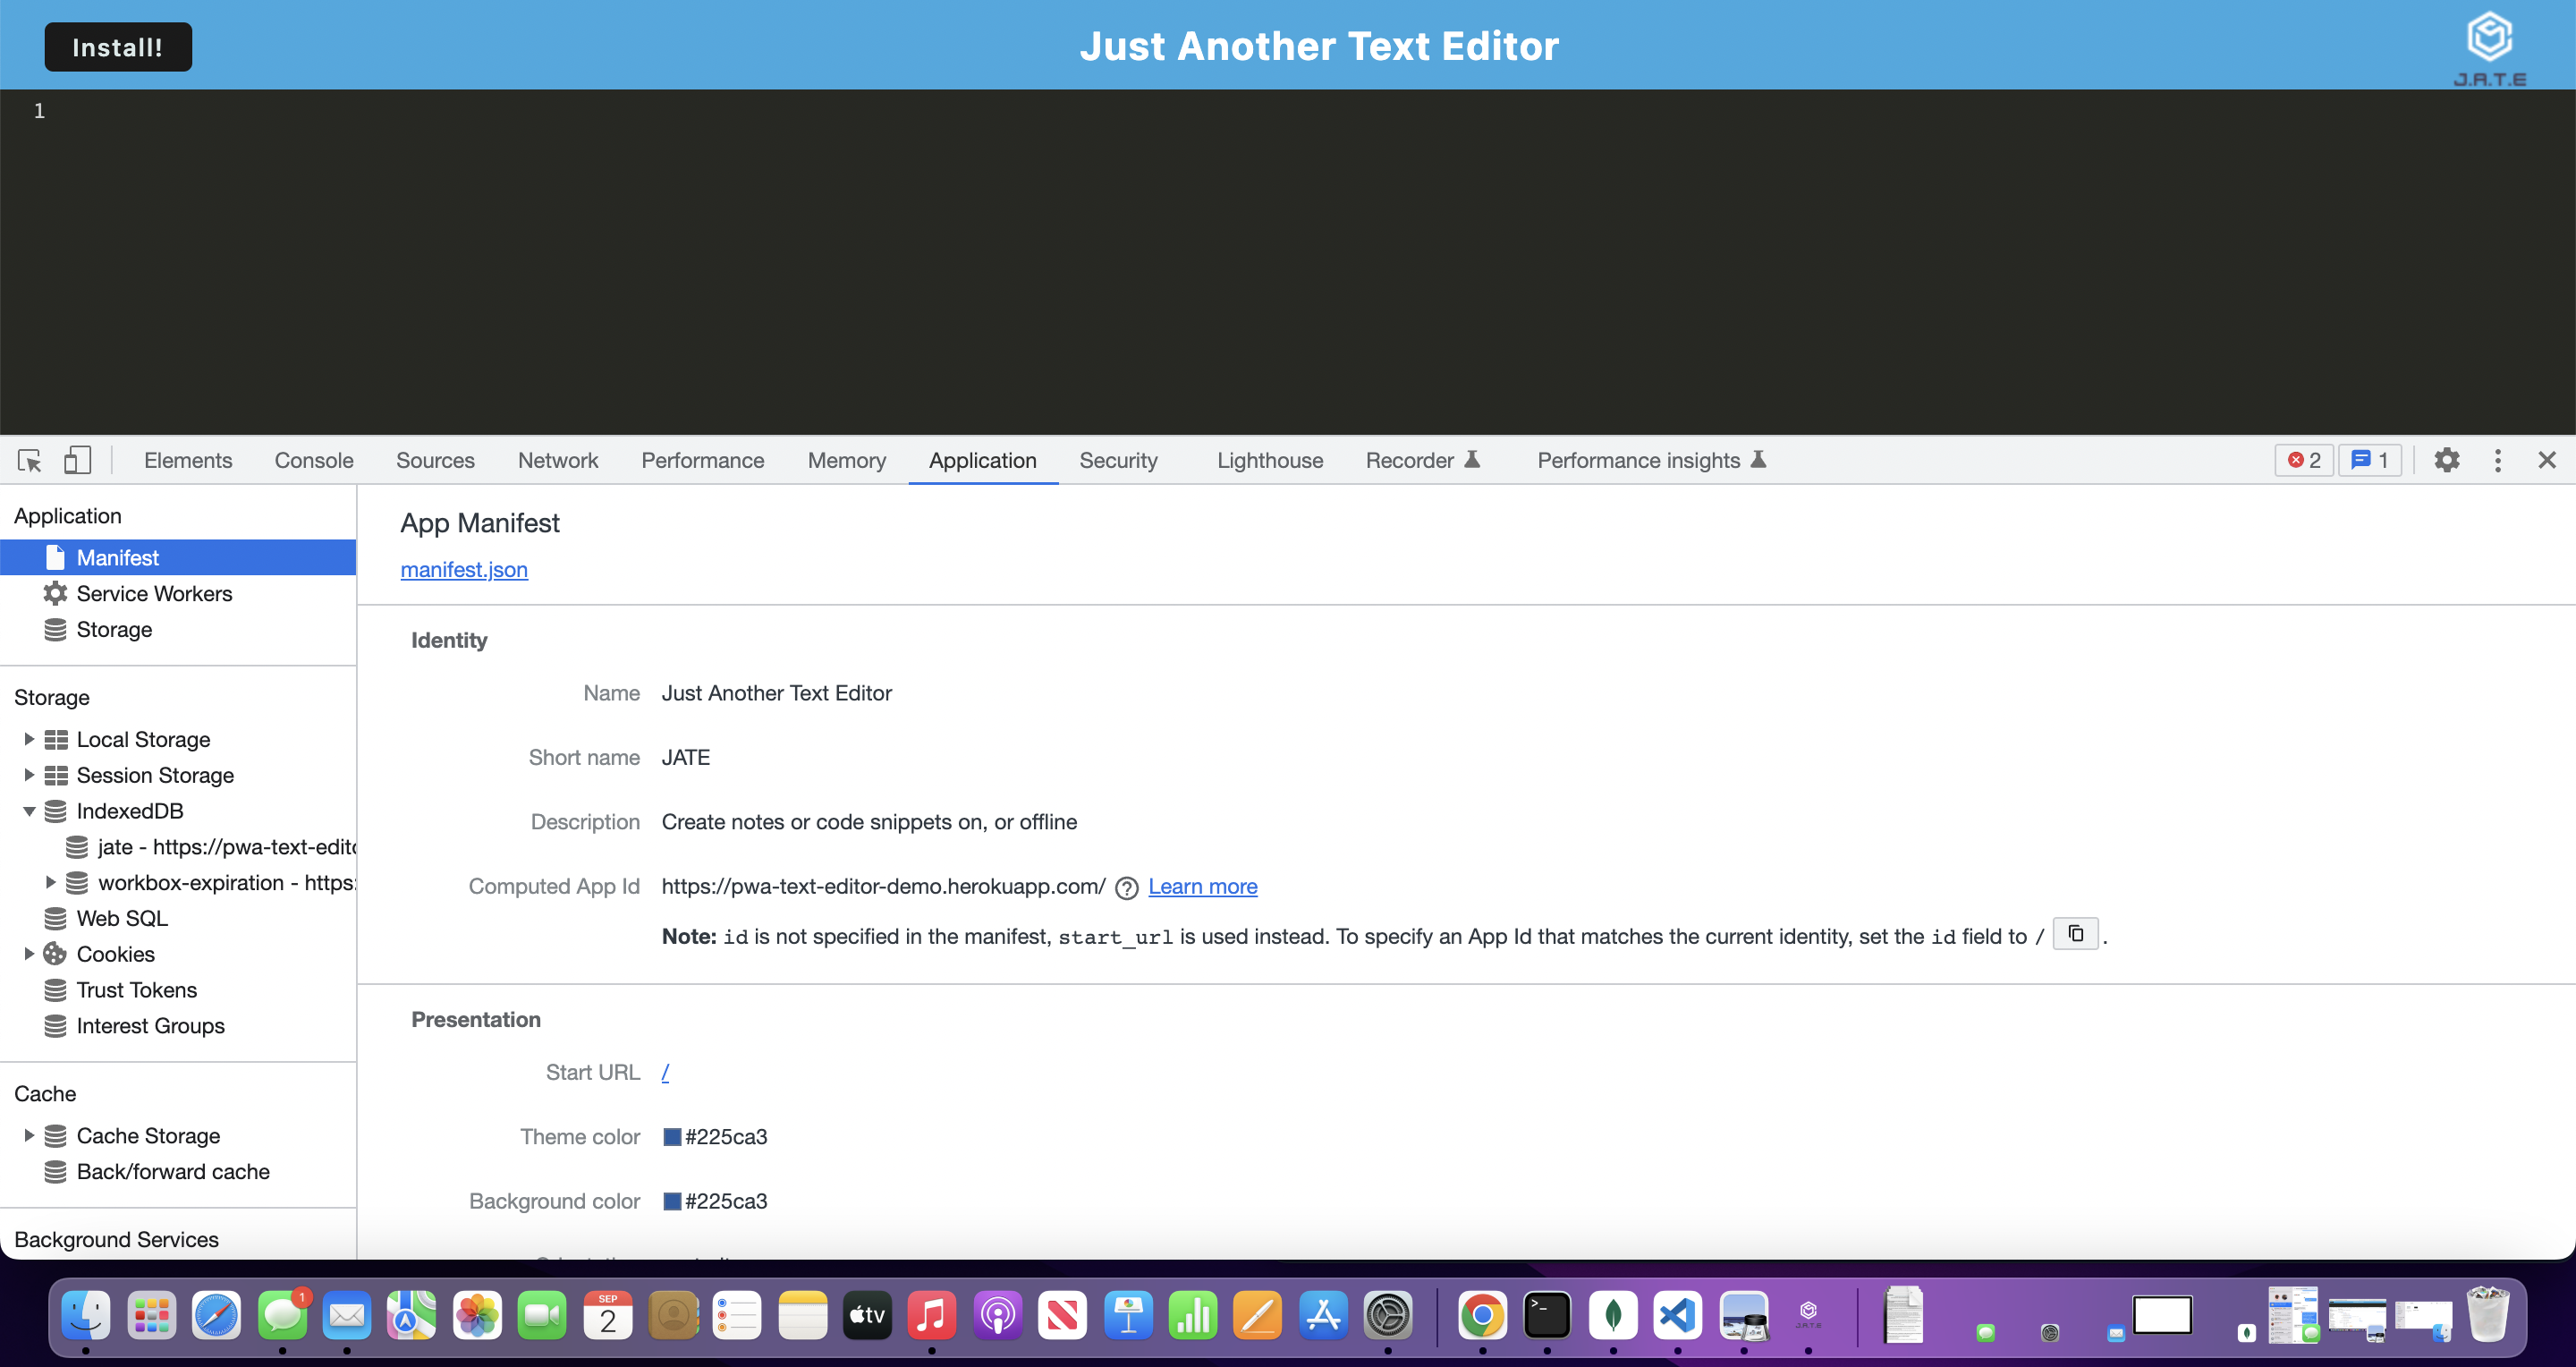 Install!
Just Another Text Editor
J.A.T.E
1
Elements
Console
Sources
Network
Performance
Memory
Application
Security
Lighthouse
Recorder
Performance insights
2
1
Application
Manifest
Service Workers
Storage
Storage
Local Storage
Session Storage
IndexedDB
jate - https://pwa-text-edit
workbox-expiration - https:
Web SQL
Cookies
Trust Tokens
Interest Groups
Cache
Cache Storage
Back/forward cache
Background Services
App Manifest
manifest.json
Identity
Name Just Another Text Editor
Short name JATE
Description Create notes or code snippets on, or offline
Computed App Id https://pwa-text-editor-demo.herokuapp.com/ Learn more
Note: id is not specified in the manifest, start_url is used instead. To specify an App Id that matches the current identity, set the id field to / .
Presentation
Start URL /
Theme color #225ca3
Background color #225ca3
1
SEP
2
tv
>_
J.A.T.E